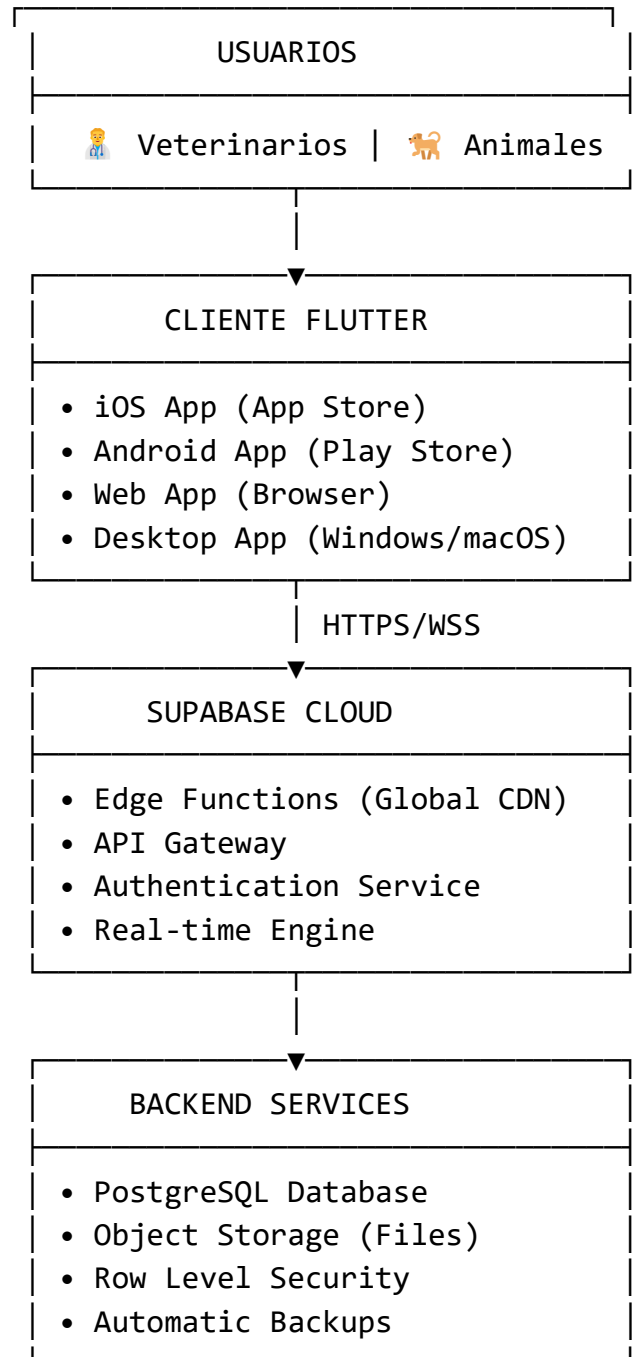 USUARIOS
👨‍⚕️ Veterinarios | 🐕 Animales
CLIENTE FLUTTER
• iOS App (App Store)
• Android App (Play Store)
• Web App (Browser)
• Desktop App (Windows/macOS)
HTTPS/WSS
SUPABASE CLOUD
• Edge Functions (Global CDN)
• API Gateway
• Authentication Service
• Real-time Engine
BACKEND SERVICES
• PostgreSQL Database
• Object Storage (Files)
• Row Level Security
• Automatic Backups